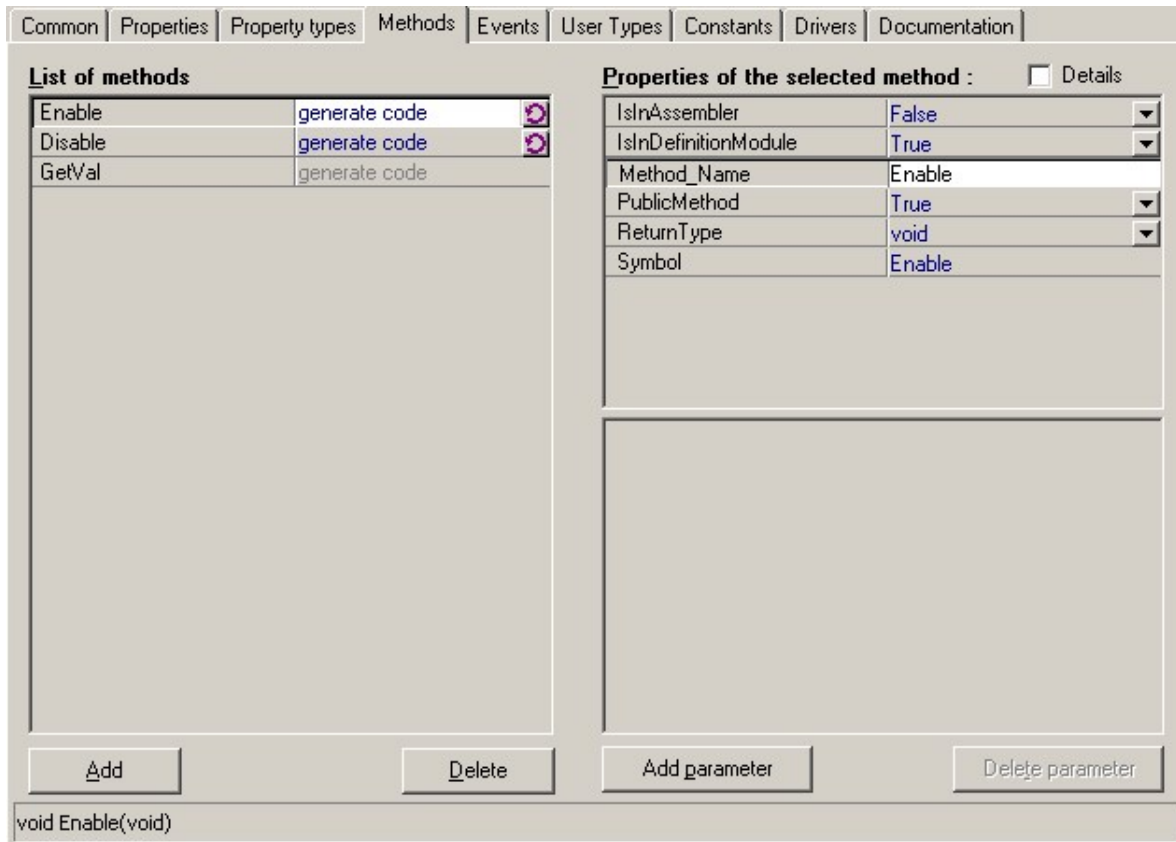 Common Properties Property types Methods Events User Types Constants Drivers Documentation
List of methods
Enable generate code
Disable generate code
GetVal generate code
Add Delete
Properties of the selected method : Details
IsInAssembler False
IsInDefinitionModule True
Method_Name Enable
PublicMethod True
ReturnType void
Symbol Enable
Add parameter Delete parameter
void Enable(void)